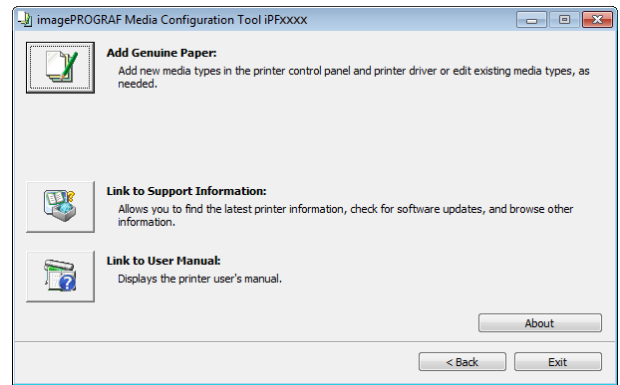 imagePROGRAF Media Configuration Tool iPFxxxx
Add Genuine Paper:
Add new media types in the printer control panel and printer driver or edit existing media types, as
needed.
Link to Support Information:
Allows you to find the latest printer information, check for software updates, and browse other
information.
Link to User Manual:
Displays the printer user's manual.
About
< Back
Exit